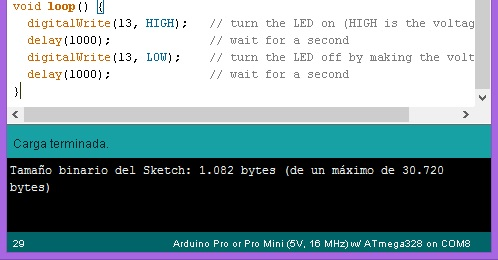 void loop() {
digitalWrite(13, HIGH);   // turn the LED on (HIGH is the voltag
delay(1000);              // wait for a second
digitalWrite(13, LOW);    // turn the LED off by making the volt
delay(1000);              // wait for a second
}
Carga terminada.
Tamaño binario del Sketch: 1.082 bytes (de un máximo de 30.720
bytes)
29 Arduino Pro or Pro Mini (5V, 16 MHz) w/ ATmega328 on COM8